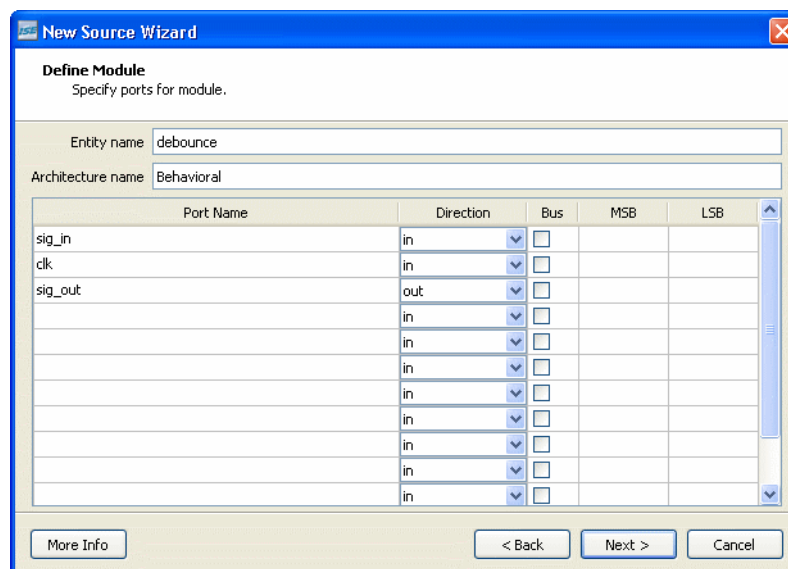 ISE New Source Wizard
Define Module
Specify ports for module.
Entity name debounce
Architecture name Behavioral
Port Name Direction Bus MSB LSB
sig_in in
clk in
sig_out out
in
in
in
in
in
in
in
in
More Info < Back Next > Cancel